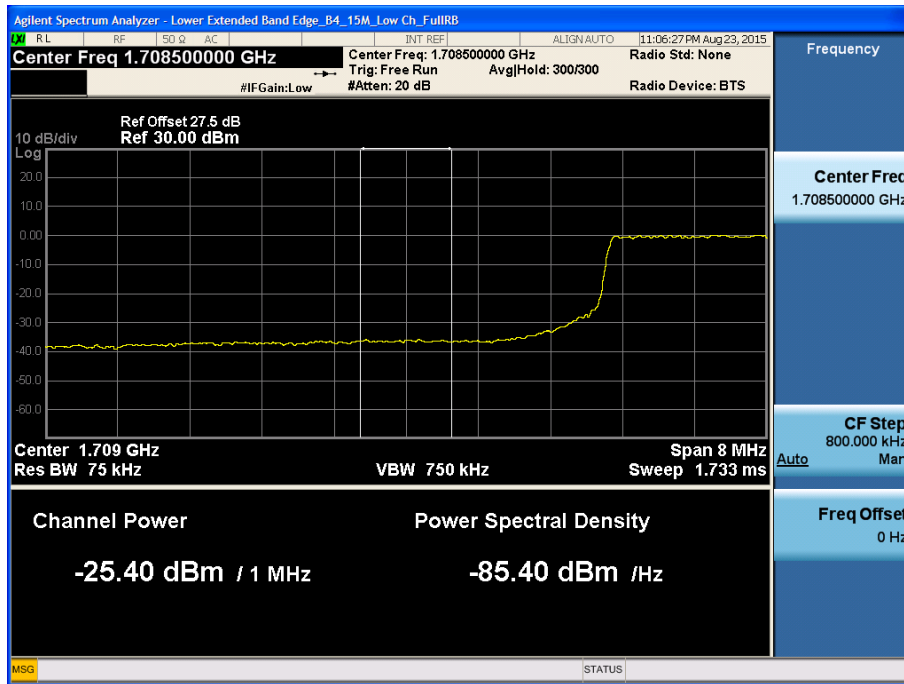 Agilent Spectrum Analyzer - Lower Extended Band Edge_B4_15M_Low Ch_FullRB
LXI RL RF 50 Ω AC INT REF ALIGN AUTO 11:06:27 PM Aug 23, 2015
Center Freq 1.708500000 GHz
Center Freq: 1.708500000 GHz Radio Std: None
Trig: Free Run Avg|Hold: 300/300
#IFGain:Low #Atten: 20 dB Radio Device: BTS
Frequency
Ref Offset 27.5 dB
10 dB/div Ref 30.00 dBm
Log
20.0
10.0
0.00
-10.0
-20.0
-30.0
-40.0
-50.0
-60.0
Center 1.709 GHz Span 8 MHz
Res BW 75 kHz VBW 750 kHz Sweep 1.733 ms
Channel Power Power Spectral Density
-25.40 dBm / 1 MHz -85.40 dBm /Hz
Center Freq
1.708500000 GHz
CF Step
800.000 kHz
Auto Man
Freq Offset
0 Hz
MSG STATUS